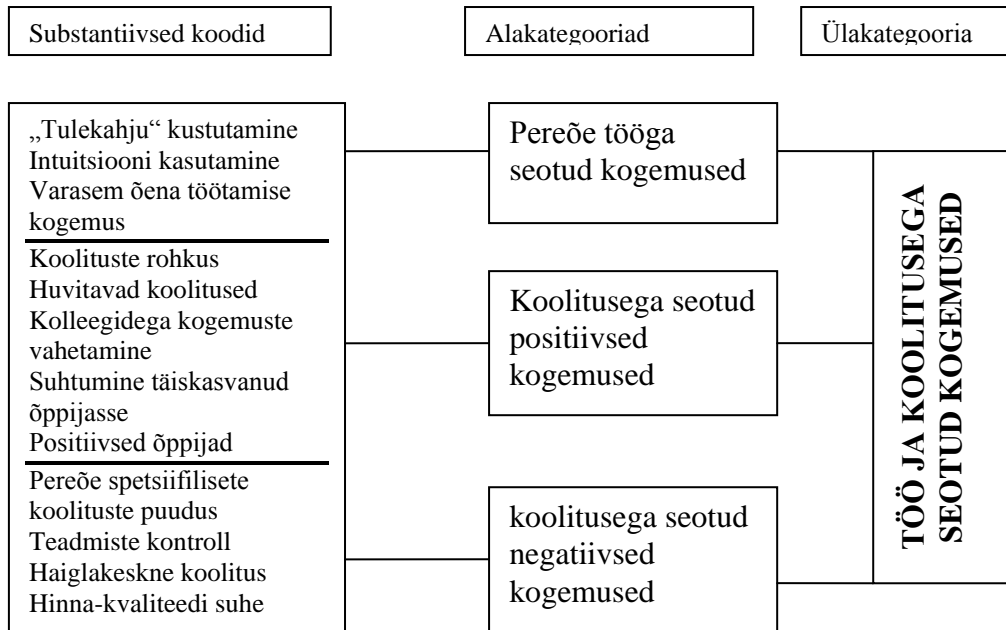 Substantiivsed koodid
Alakategooriad
Ülakategooria
„Tulekahju“ kustutamine
Intuitsiooni kasutamine
Varasem õena töötamise
kogemus
Koolituste rohkus
Huvitavad koolitused
Kolleegidega kogemuste
vahetamine
Suhtumine täiskasvanud
õppijasse
Positiivsed õppijad
Pereõe spetsiifilisete
koolituste puudus
Teadmiste kontroll
Haiglakeskne koolitus
Hinna-kvaliteedi suhe
Pereõe tööga
seotud kogemused
Koolitusega seotud
positiivsed
kogemused
koolitusega seotud
negatiivsed
kogemused
TÖÖ JA KOOLITUSEGA
SEOTUD KOGEMUSED